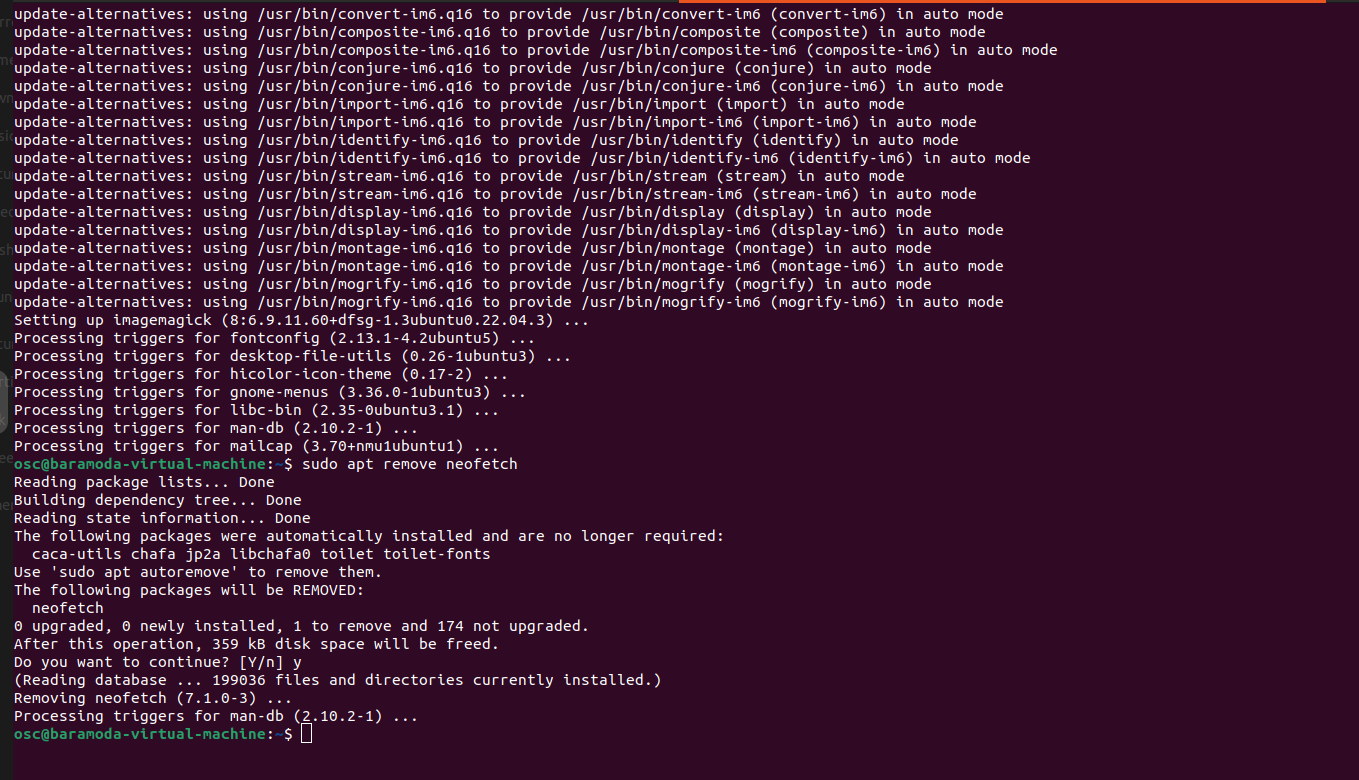 update-alternatives: using /usr/bin/convert-im6.q16 to provide /usr/bin/convert-im6 (convert-im6) in auto mode
update-alternatives: using /usr/bin/composite-im6.q16 to provide /usr/bin/composite (composite) in auto mode
update-alternatives: using /usr/bin/composite-im6.q16 to provide /usr/bin/composite-im6 (composite-im6) in auto mode
update-alternatives: using /usr/bin/conjure-im6.q16 to provide /usr/bin/conjure (conjure) in auto mode
update-alternatives: using /usr/bin/conjure-im6.q16 to provide /usr/bin/conjure-im6 (conjure-im6) in auto mode
update-alternatives: using /usr/bin/import-im6.q16 to provide /usr/bin/import (import) in auto mode
update-alternatives: using /usr/bin/import-im6.q16 to provide /usr/bin/import-im6 (import-im6) in auto mode
update-alternatives: using /usr/bin/identify-im6.q16 to provide /usr/bin/identify (identify) in auto mode
update-alternatives: using /usr/bin/identify-im6.q16 to provide /usr/bin/identify-im6 (identify-im6) in auto mode
update-alternatives: using /usr/bin/stream-im6.q16 to provide /usr/bin/stream (stream) in auto mode
update-alternatives: using /usr/bin/stream-im6.q16 to provide /usr/bin/stream-im6 (stream-im6) in auto mode
update-alternatives: using /usr/bin/display-im6.q16 to provide /usr/bin/display (display) in auto mode
update-alternatives: using /usr/bin/display-im6.q16 to provide /usr/bin/display-im6 (display-im6) in auto mode
update-alternatives: using /usr/bin/montage-im6.q16 to provide /usr/bin/montage (montage) in auto mode
update-alternatives: using /usr/bin/montage-im6.q16 to provide /usr/bin/montage-im6 (montage-im6) in auto mode
update-alternatives: using /usr/bin/mogrify-im6.q16 to provide /usr/bin/mogrify (mogrify) in auto mode
update-alternatives: using /usr/bin/mogrify-im6.q16 to provide /usr/bin/mogrify-im6 (mogrify-im6) in auto mode
Setting up imagemagick (8:6.9.11.60+dfsg-1.3ubuntu0.22.04.3) ...
Processing triggers for fontconfig (2.13.1-4.2ubuntu5) ...
Processing triggers for desktop-file-utils (0.26-1ubuntu3) ...
Processing triggers for hicolor-icon-theme (0.17-2) ...
Processing triggers for gnome-menus (3.36.0-1ubuntu3) ...
Processing triggers for libc-bin (2.35-0ubuntu3.1) ...
Processing triggers for man-db (2.10.2-1) ...
Processing triggers for mailcap (3.70+nmu1ubuntu1) ...
osc@baramoda-virtual-machine:~$ sudo apt remove neofetch
Reading package lists... Done
Building dependency tree... Done
Reading state information... Done
The following packages were automatically installed and are no longer required:
  caca-utils chafa jp2a libchafa0 toilet toilet-fonts
Use 'sudo apt autoremove' to remove them.
The following packages will be REMOVED:
  neofetch
0 upgraded, 0 newly installed, 1 to remove and 174 not upgraded.
After this operation, 359 kB disk space will be freed.
Do you want to continue? [Y/n] y
(Reading database ... 199036 files and directories currently installed.)
Removing neofetch (7.1.0-3) ...
Processing triggers for man-db (2.10.2-1) ...
osc@baramoda-virtual-machine:~$